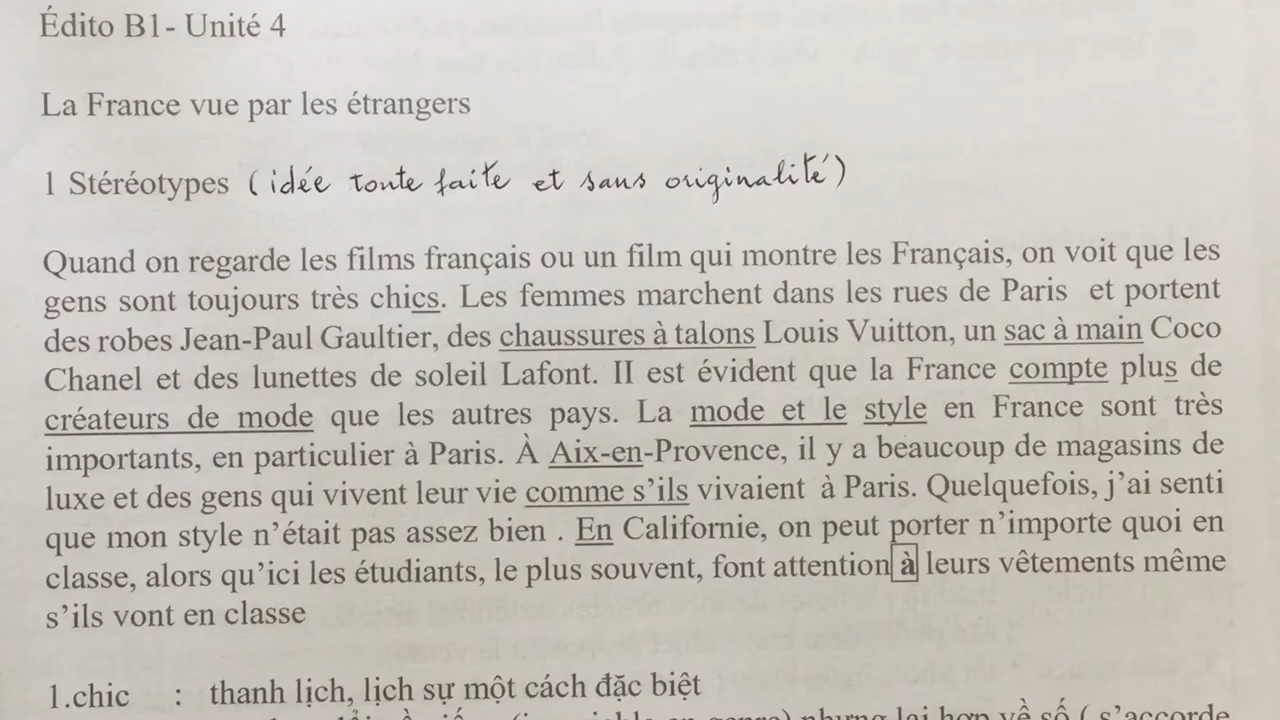 Édito B1- Unité 4
La France vue par les étrangers
1 Stéréotypes (idée toute faite et sans originalité)
Quand on regarde les films français ou un film qui montre les Français, on voit que les
gens sont toujours très chics. Les femmes marchent dans les rues de Paris et portent
des robes Jean-Paul Gaultier, des chaussures à talons Louis Vuitton, un sac à main Coco
Chanel et des lunettes de soleil Lafont. II est évident que la France compte plus de
créateurs de mode que les autres pays. La mode et le style en France sont très
importants, en particulier à Paris. À Aix-en-Provence, il y a beaucoup de magasins de
luxe et des gens qui vivent leur vie comme s'ils vivaient à Paris. Quelquefois, j'ai senti
que mon style n'était pas assez bien . En Californie, on peut porter n'importe quoi en
classe, alors qu'ici les étudiants, le plus souvent, font attention à leurs vêtements même
s'ils vont en classe
1.chic : thanh lịch, lịch sự một cách đặc biệt
nhưng lại hợp về số ( s'accorde